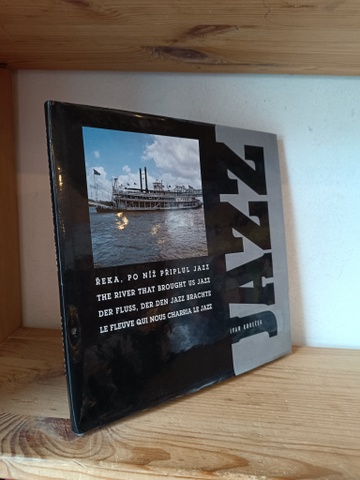 ŘEKA, PO NÍŽ PŘIPLUL JAZZ
THE RIVER THAT BROUGHT US JAZZ
DER FLUSS, DER DEN JAZZ BRACHTE
LE FLEUVE QUI NOUS CHARRIA LE JAZZ
JAZZ
IVAN